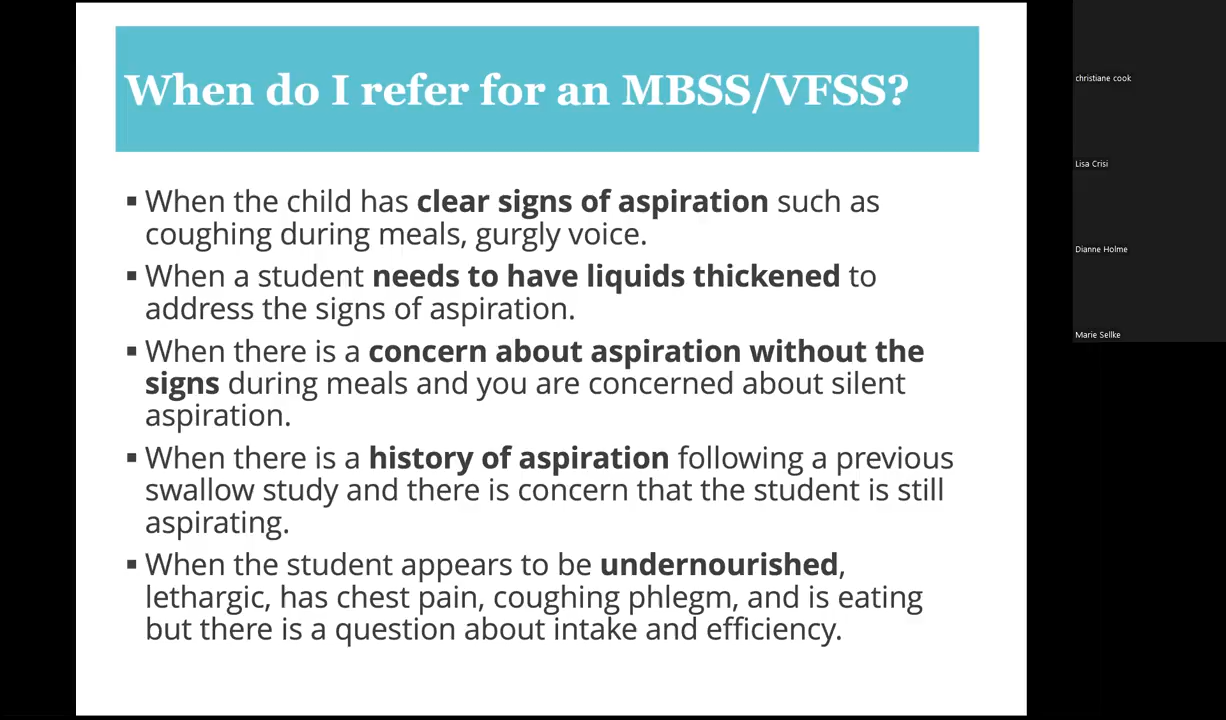 When do I refer for an MBSS/VFSS?
▪ When the child has clear signs of aspiration such as
coughing during meals, gurgly voice.
▪ When a student needs to have liquids thickened to
address the signs of aspiration.
▪ When there is a concern about aspiration without the
signs during meals and you are concerned about silent
aspiration.
▪ When there is a history of aspiration following a previous
swallow study and there is concern that the student is still
aspirating.
▪ When the student appears to be undernourished,
lethargic, has chest pain, coughing phlegm, and is eating
but there is a question about intake and efficiency.
christiane cook
Lisa Crisi
Dianne Holme
Marie Sellke